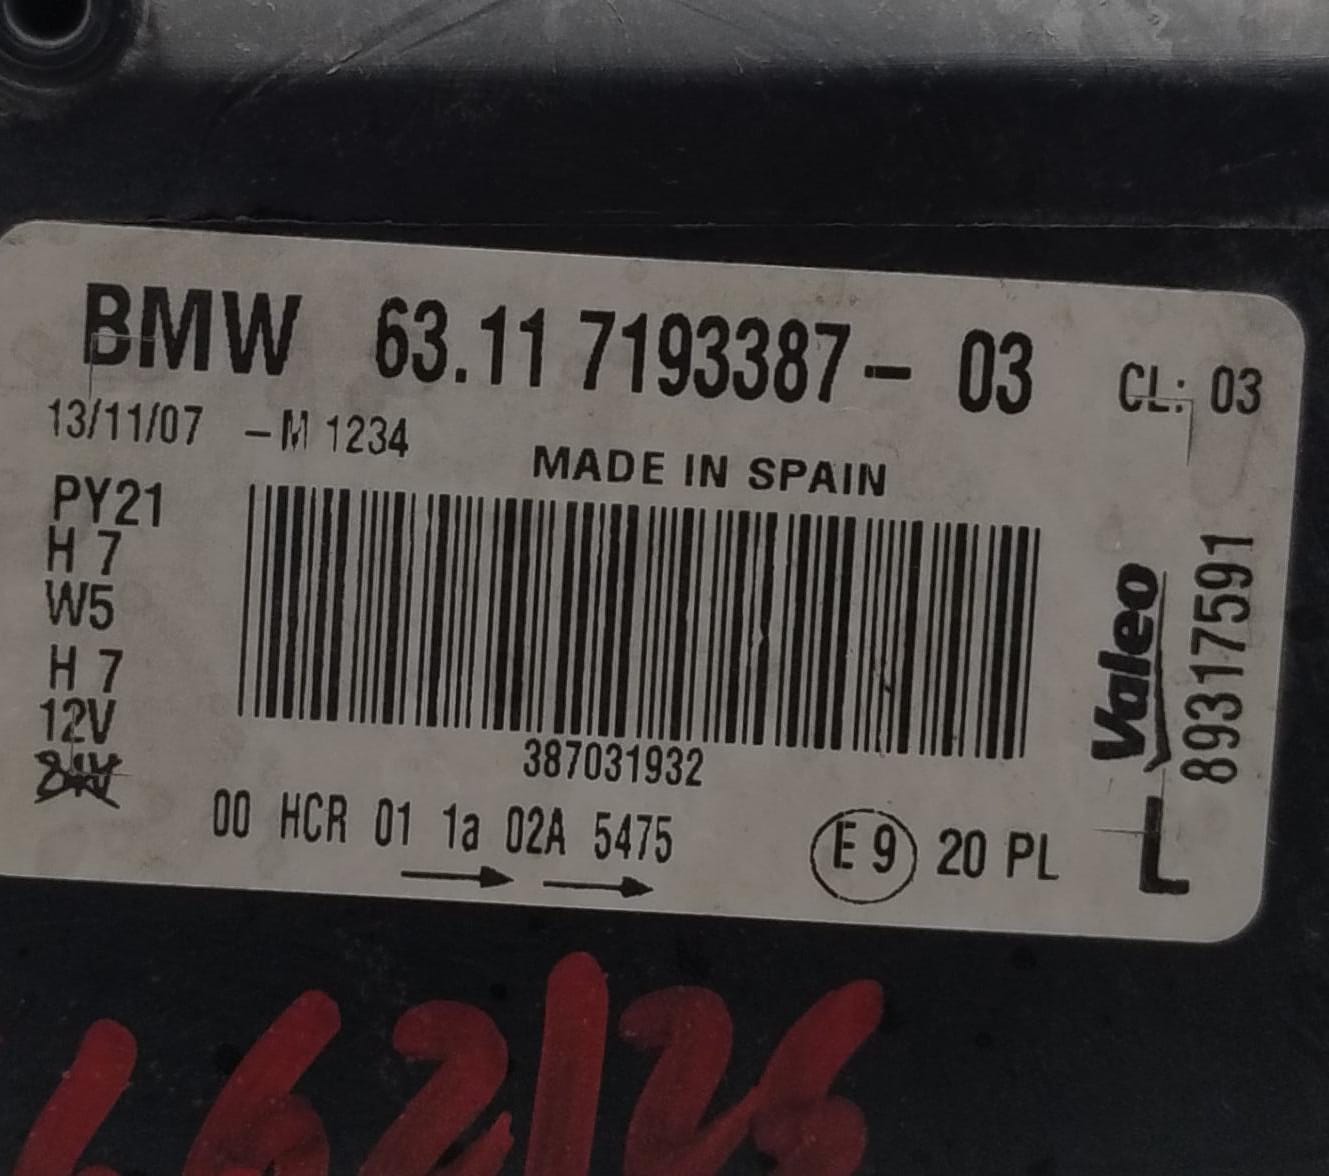 BMW 63.11 7193387 - 03 CL: 03
13/11/07 - M 1234
MADE IN SPAIN
PY21
H 7
W5
H 7
12V
387031932
00 HCR 01 1a 02A 5475
E 9 20 PL
Valeo
89317591
L